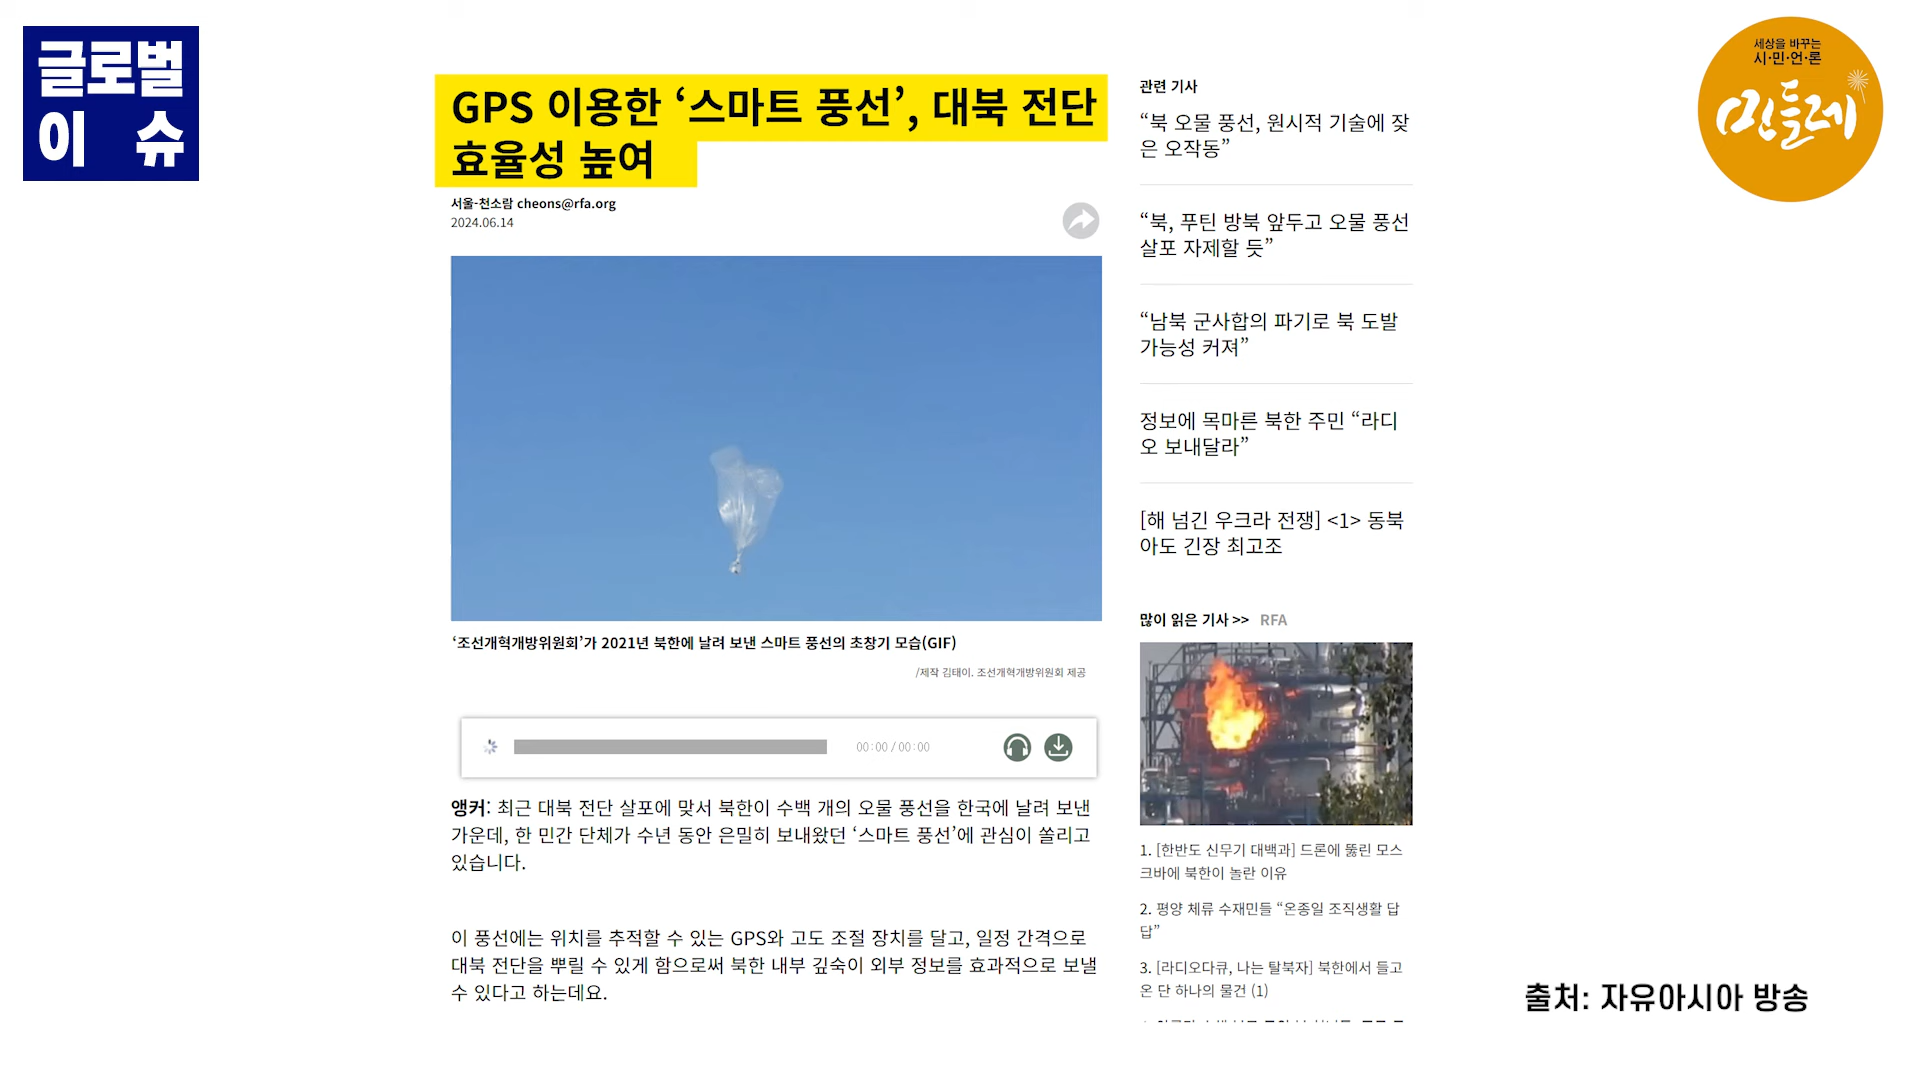 글로벌
이 슈
세상을 바꾸는
시·민·언·론
민들레
GPS 이용한 ‘스마트 풍선’, 대북 전단
효율성 높여
서울-천소람 cheons@rfa.org
2024.06.14
‘조선개혁개방위원회’가 2021년 북한에 날려 보낸 스마트 풍선의 초창기 모습(GIF)
/제작 김태이. 조선개혁개방위원회 제공
00:00 / 00:00
앵커: 최근 대북 전단 살포에 맞서 북한이 수백 개의 오물 풍선을 한국에 날려 보낸
가운데, 한 민간 단체가 수년 동안 은밀히 보내왔던 ‘스마트 풍선’에 관심이 쏠리고
있습니다.
이 풍선에는 위치를 추적할 수 있는 GPS와 고도 조절 장치를 달고, 일정 간격으로
대북 전단을 뿌릴 수 있게 함으로써 북한 내부 깊숙이 외부 정보를 효과적으로 보낼
수 있다고 하는데요.
관련 기사
“북 오물 풍선, 원시적 기술에 잦
은 오작동”
“북, 푸틴 방북 앞두고 오물 풍선
살포 자제할 듯”
“남북 군사합의 파기로 북 도발
가능성 커져”
정보에 목마른 북한 주민 “라디
오 보내달라”
[해 넘긴 우크라 전쟁] <1> 동북
아도 긴장 최고조
많이 읽은 기사 >> RFA
1. [한반도 신무기 대백과] 드론에 뚫린 모스
크바에 북한이 놀란 이유
2. 평양 체류 수재민들 “온종일 조직생활 답
답”
3. [라디오다큐, 나는 탈북자] 북한에서 들고
온 단 하나의 물건 (1)
출처: 자유아시아 방송